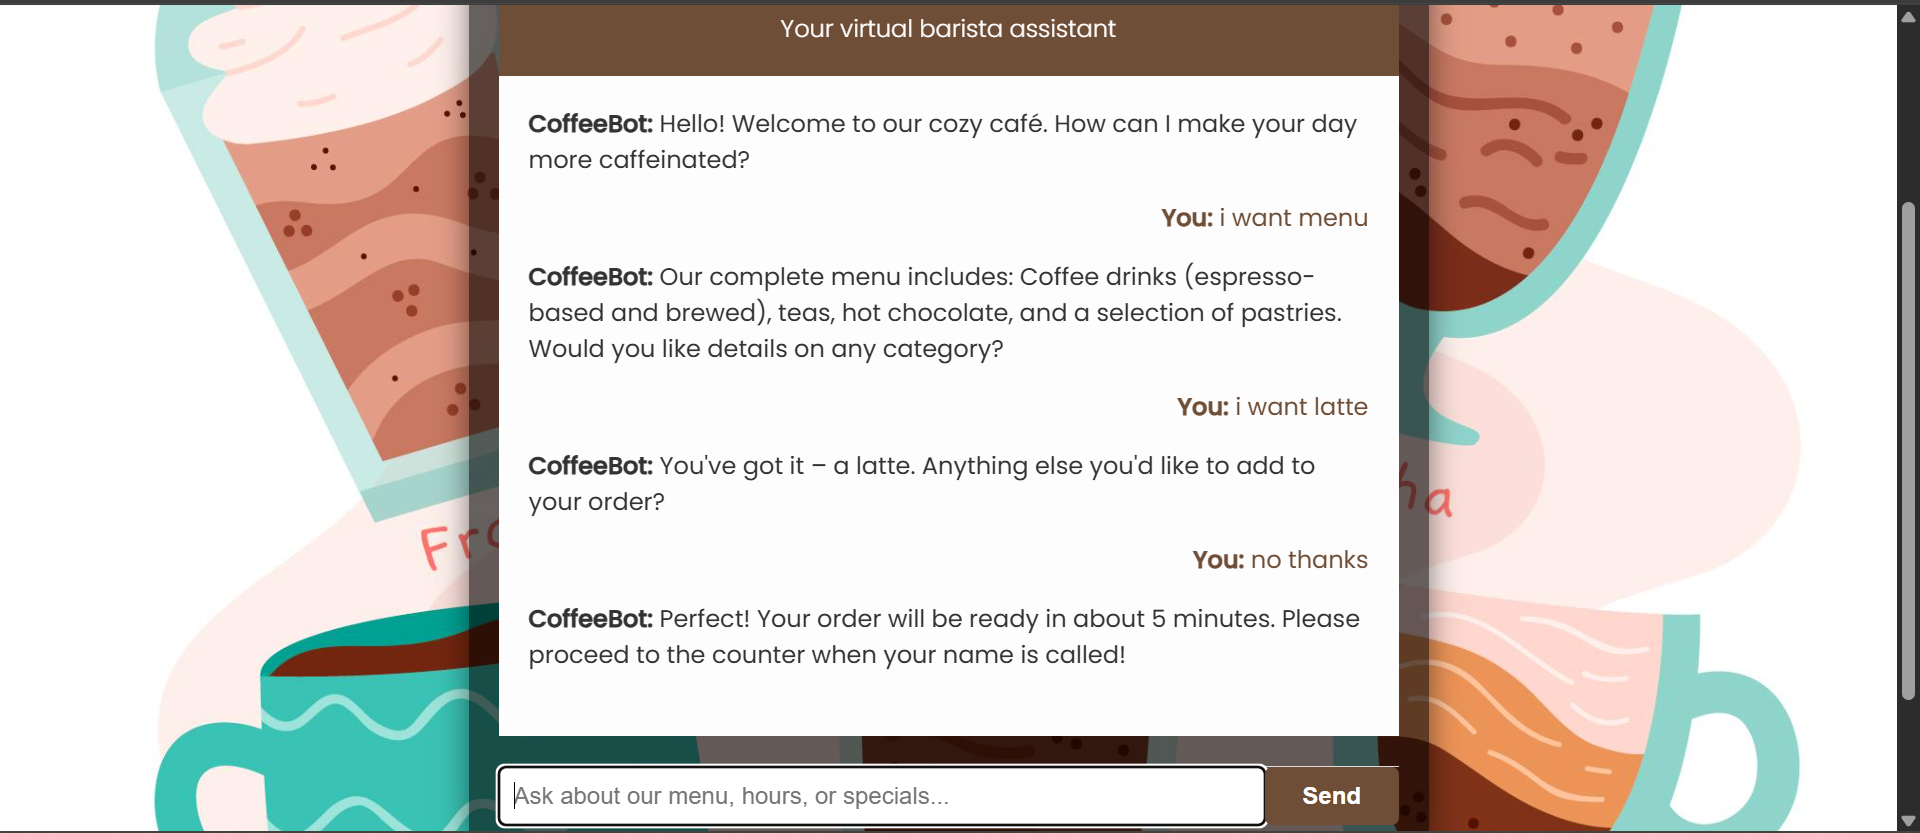 Your virtual barista assistant
CoffeeBot: Hello! Welcome to our cozy café. How can I make your day
more caffeinated?
You: i want menu
CoffeeBot: Our complete menu includes: Coffee drinks (espresso-
based and brewed), teas, hot chocolate, and a selection of pastries.
Would you like details on any category?
You: i want latte
CoffeeBot: You've got it – a latte. Anything else you'd like to add to
your order?
You: no thanks
CoffeeBot: Perfect! Your order will be ready in about 5 minutes. Please
proceed to the counter when your name is called!
Ask about our menu, hours, or specials...
Send